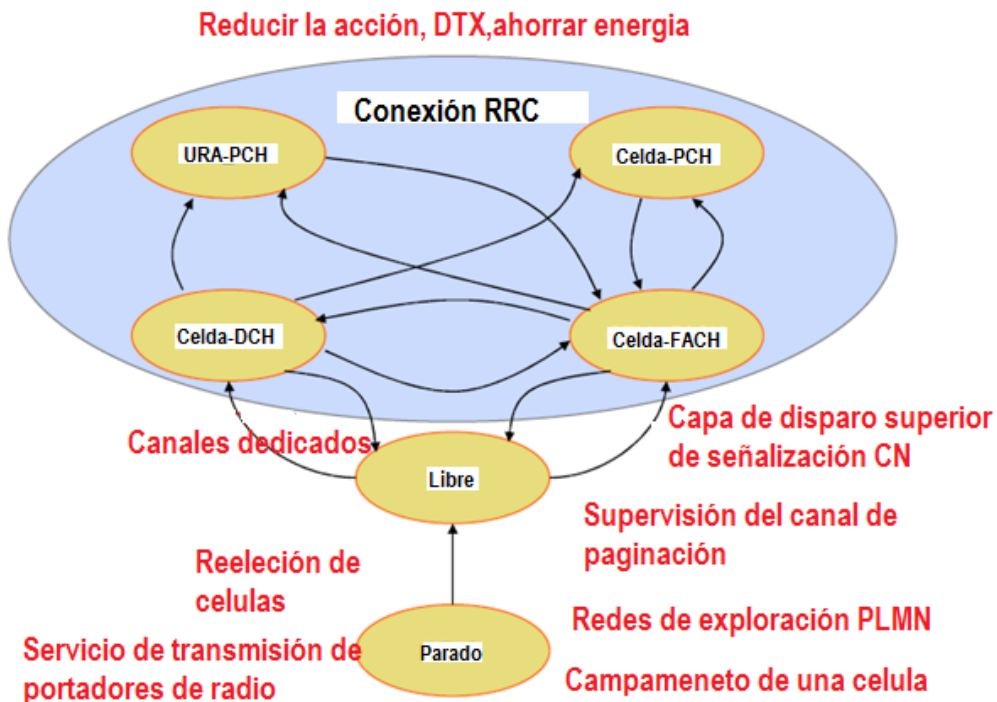 Reducir la acción, DTX,ahorrar energia
Conexión RRC
URA-PCH
Celda-PCH
Celda-DCH
Celda-FACH
Canales dedicados
Capa de disparo superior
de señalización CN
Libre
Supervisión del canal de
paginación
Reeleción de
celulas
Redes de exploración PLMN
Servicio de transmisión de
portadores de radio
Parado
Campameneto de una celula